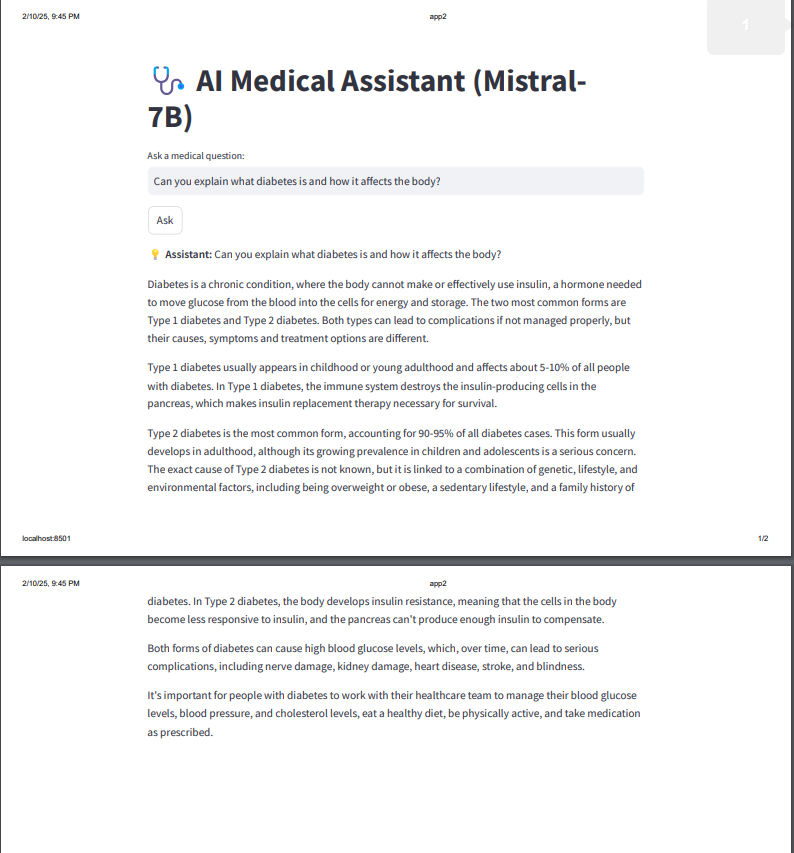 2/10/25, 9:45 PM
app2
1
🩺 AI Medical Assistant (Mistral-
7B)
Ask a medical question:
Can you explain what diabetes is and how it affects the body?
Ask
💡 Assistant: Can you explain what diabetes is and how it affects the body?
Diabetes is a chronic condition, where the body cannot make or effectively use insulin, a hormone needed
to move glucose from the blood into the cells for energy and storage. The two most common forms are
Type 1 diabetes and Type 2 diabetes. Both types can lead to complications if not managed properly, but
their causes, symptoms and treatment options are different.
Type 1 diabetes usually appears in childhood or young adulthood and affects about 5-10% of all people
with diabetes. In Type 1 diabetes, the immune system destroys the insulin-producing cells in the
pancreas, which makes insulin replacement therapy necessary for survival.
Type 2 diabetes is the most common form, accounting for 90-95% of all diabetes cases. This form usually
develops in adulthood, although its growing prevalence in children and adolescents is a serious concern.
The exact cause of Type 2 diabetes is not known, but it is linked to a combination of genetic, lifestyle, and
environmental factors, including being overweight or obese, a sedentary lifestyle, and a family history of
localhost:8501
1/2
2/10/25, 9:45 PM
app2
diabetes. In Type 2 diabetes, the body develops insulin resistance, meaning that the cells in the body
become less responsive to insulin, and the pancreas can't produce enough insulin to compensate.
Both forms of diabetes can cause high blood glucose levels, which, over time, can lead to serious
complications, including nerve damage, kidney damage, heart disease, stroke, and blindness.
It's important for people with diabetes to work with their healthcare team to manage their blood glucose
levels, blood pressure, and cholesterol levels, eat a healthy diet, be physically active, and take medication
as prescribed.